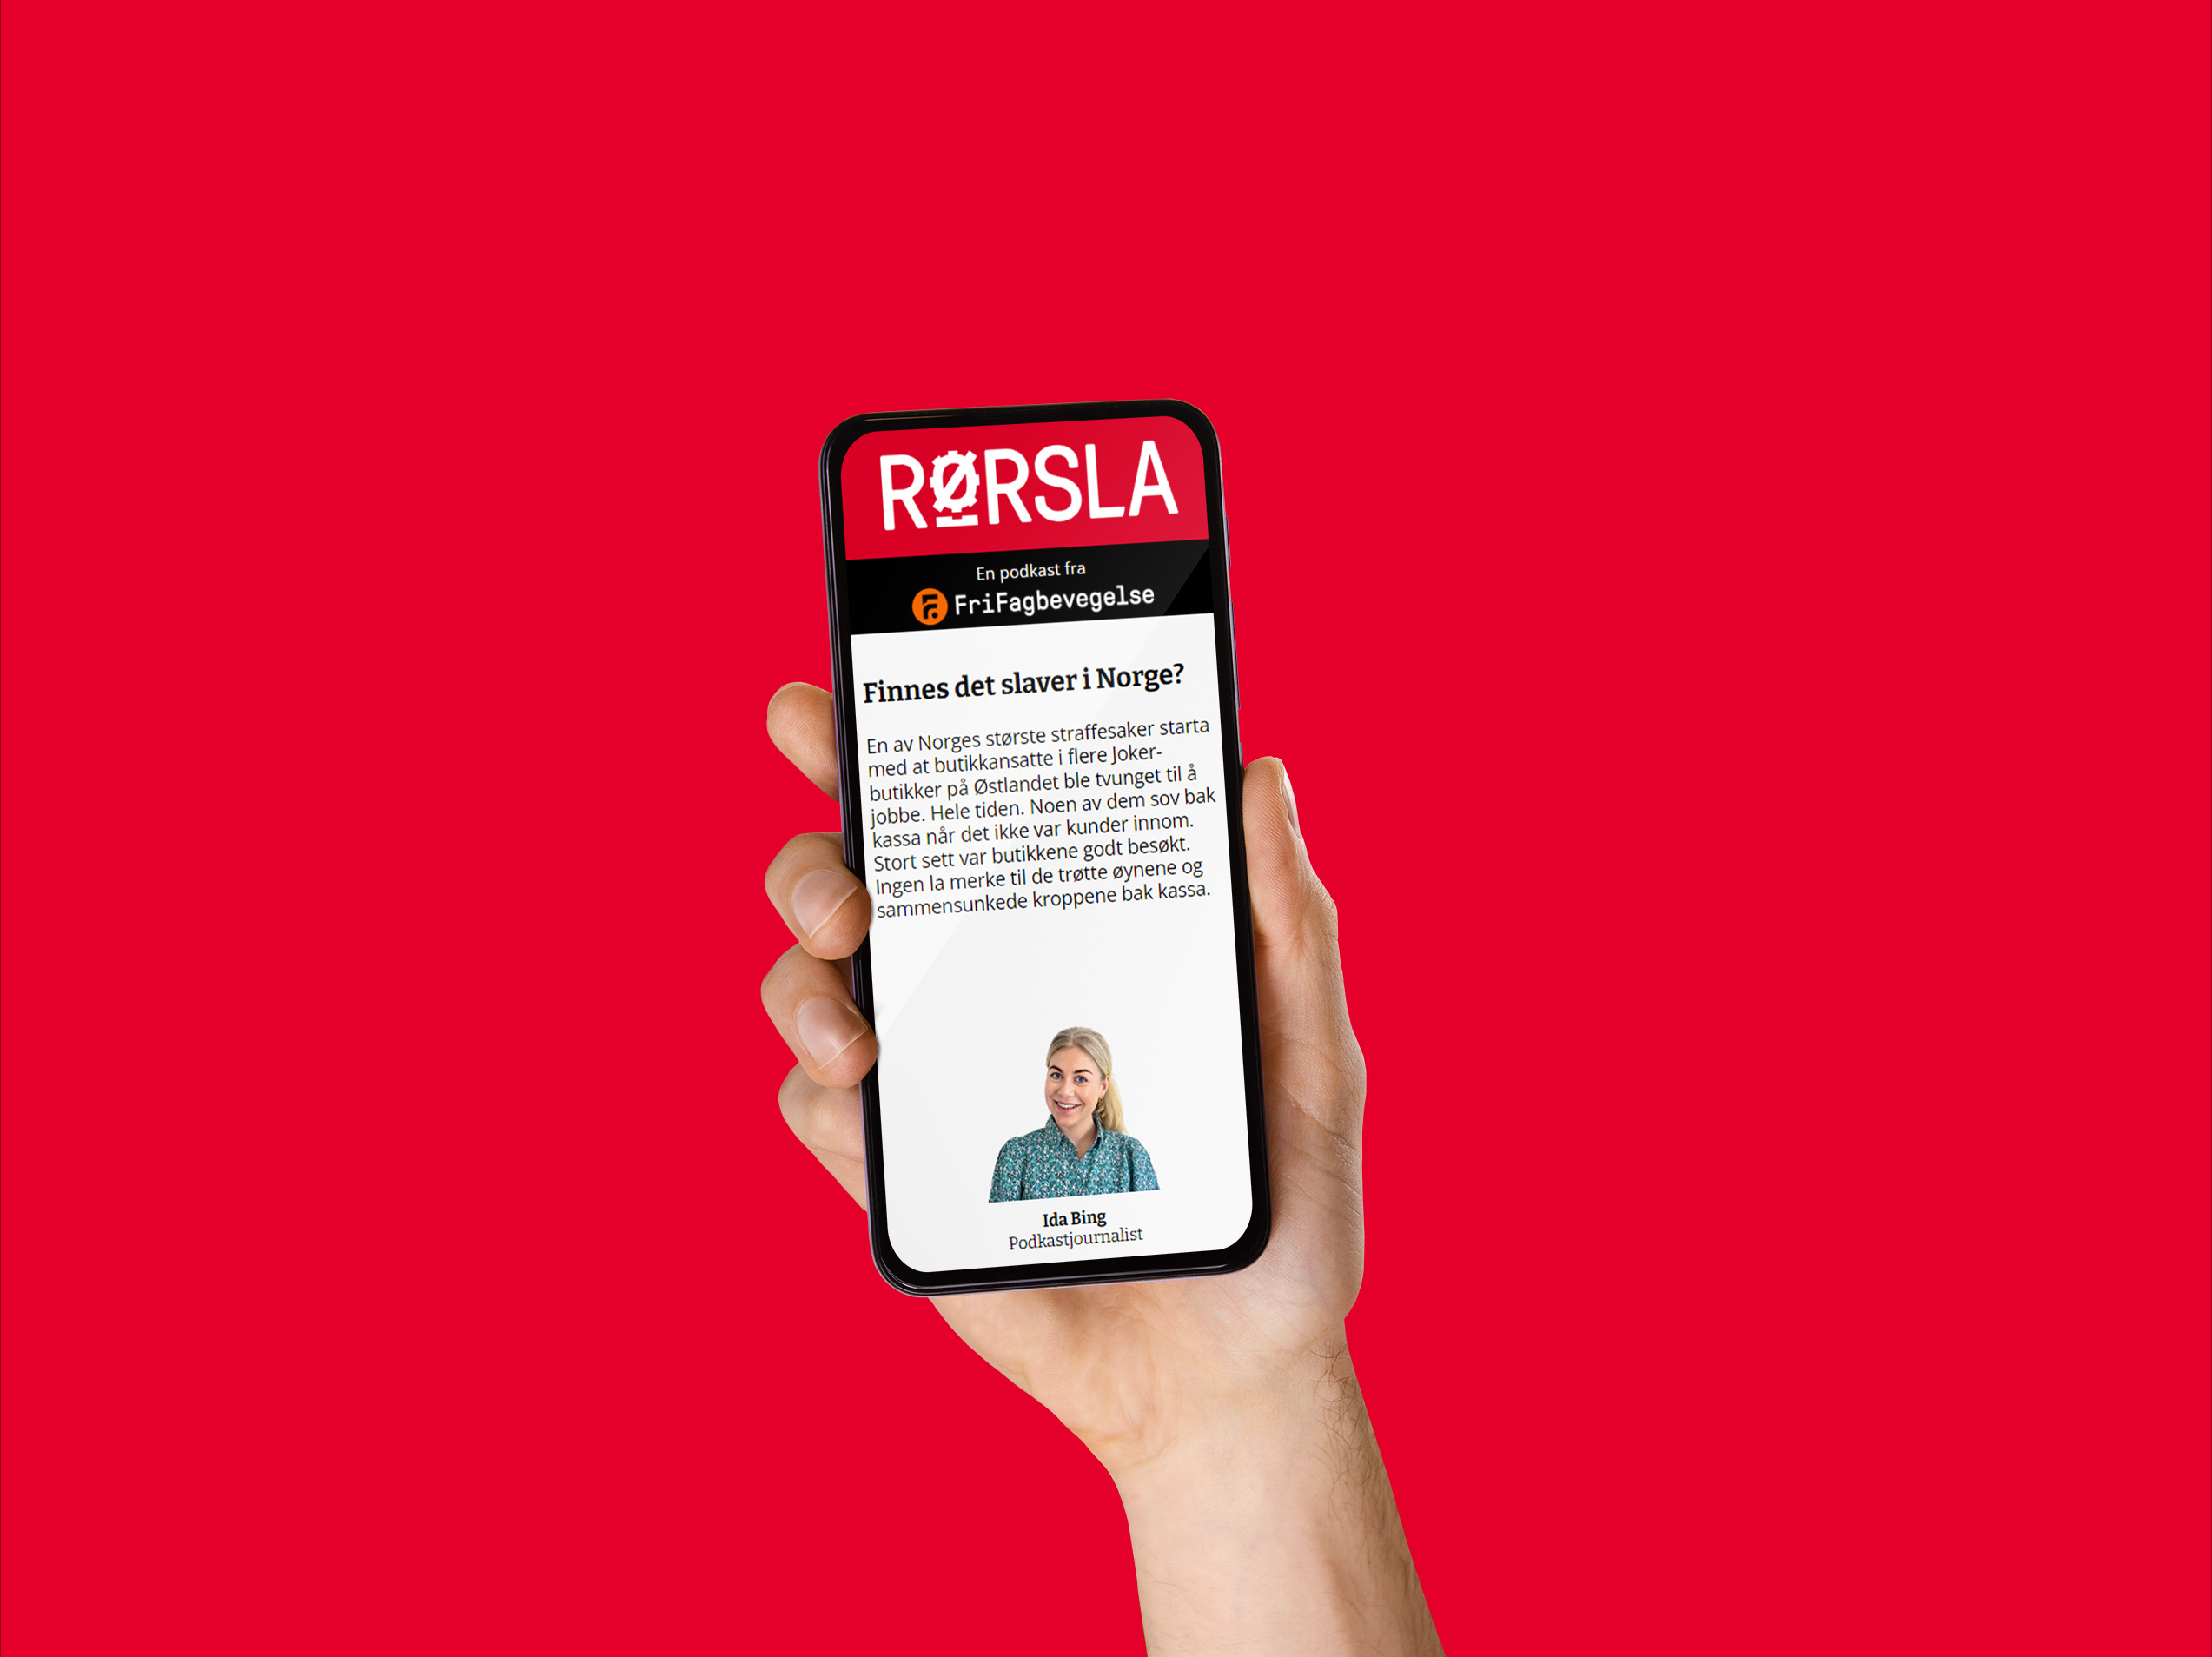 RØRSLA
En podkast fra
FriFagbevegelse
Finnes det slaver i Norge?
En av Norges største straffesaker starta
med at butikkansatte i flere Joker-
butikker på Østlandet ble tvunget til å
jobbe. Hele tiden. Noen av dem sov bak
kassa når det ikke var kunder innom.
Stort sett var butikkene godt besøkt.
Ingen la merke til de trøtte øynene og
sammensunkede kroppene bak kassa.
Ida Bing
Podkastjournalist